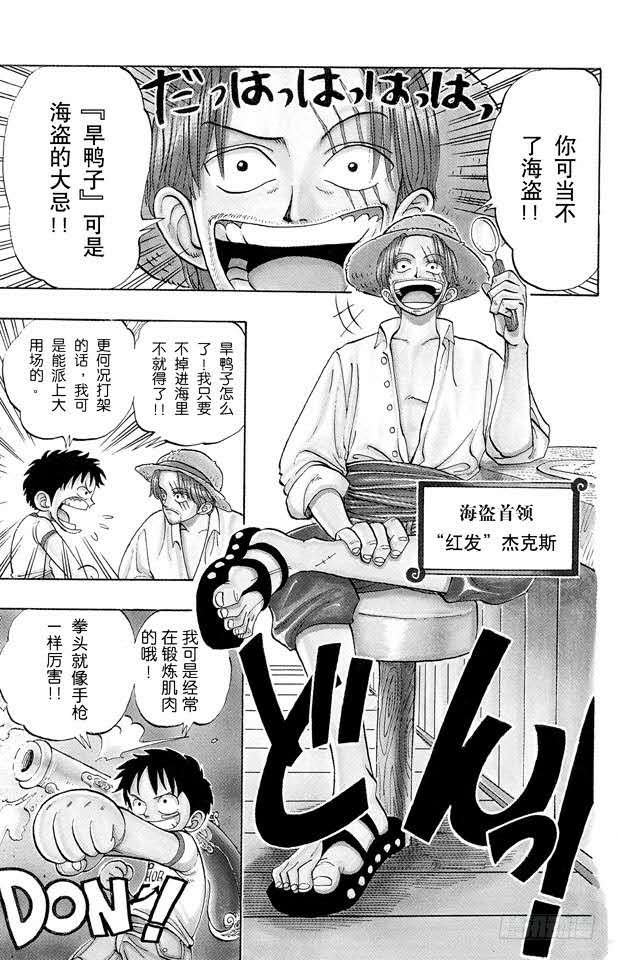 だっはっはっはっはっ
你可当不
了海盗!!
『旱鸭子』可是
海盗的大忌!!
海盗首领
“红发”杰克斯
旱鸭子怎么
了!我只要
不掉进海里
不就得了!!
更何况打架
的话,我可
是能派上大
用场的。
どんっ!
我可是经常
在锻炼肌肉
的哦!
拳头就像手枪
一样厉害!!
DON!